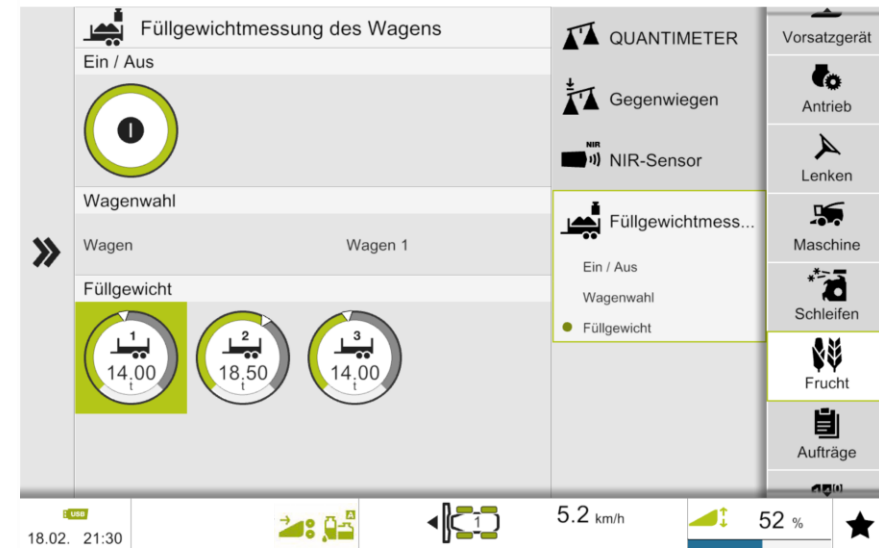 Füllgewichtmessung des Wagens
Ein / Aus
Wagenwahl
Wagen Wagen 1
Füllgewicht
1
14.00
t
2
18.50
t
3
14.00
t
QUANTIMETER
Gegenwiegen
NIR
NIR-Sensor
Füllgewichtmess...
Ein / Aus
Wagenwahl
Füllgewicht
Vorsatzgerät
Antrieb
Lenken
Maschine
Schleifen
Frucht
Aufträge
USB
18.02. 21:30
A
1
5.2 km/h
52 %